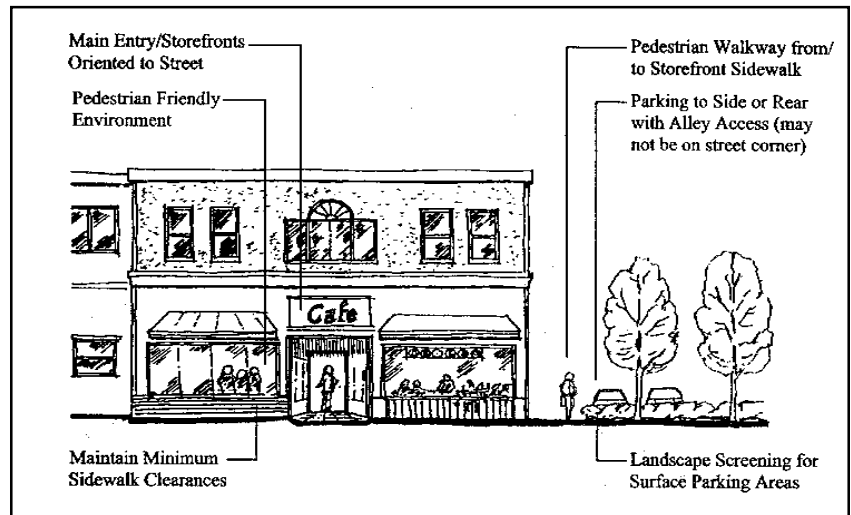 Main Entry/Storefronts
Oriented to Street
Pedestrian Friendly
Environment
Pedestrian Walkway from/
to Storefront Sidewalk
Parking to Side or Rear
with Alley Access (may
not be on street corner)
Cafe
Maintain Minimum
Sidewalk Clearances
Landscape Screening for
Surface Parking Areas